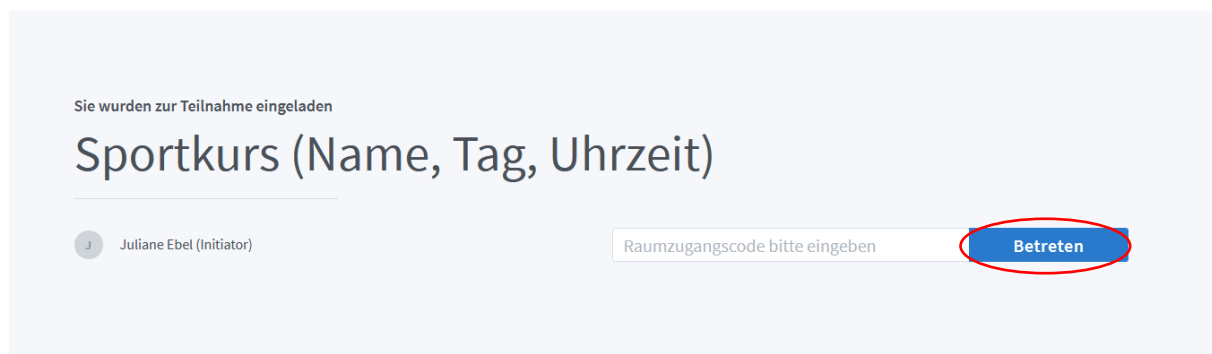 Sie wurden zur Teilnahme eingeladen
Sportkurs (Name, Tag, Uhrzeit)
J Juliane Ebel (Initiator)
Raumzugangscode bitte eingeben Betreten